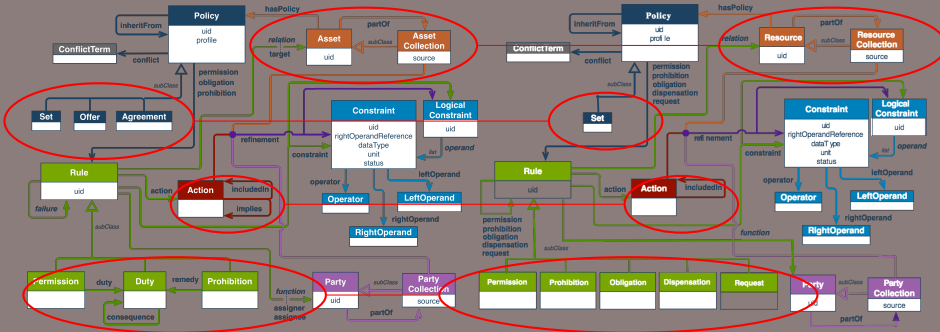 Policy
uid
profile
inheritFrom
hasPolicy
ConflictTerm
conflict
permission
obligation
prohibition
subClass
relation
target
Asset
uid
partOf
subClass
Asset
Collection
source
Set
Offer
Agreement
refinement
constraint
Constraint
uid
rightOperandReference
dataType
unit
status
Logical
Constraint
uid
operand
operator
leftOperand
Operator
LeftOperand
rightOperand
RightOperand
Rule
uid
failure
subClass
action
Action
includedIn
implies
Permission
duty
Duty
remedy
Prohibition
consequence
function
assigner
Party
uid
subClass
Party
Collection
source
partOf
Policy
uid
profile
inheritFrom
hasPolicy
ConflictTerm
conflict
permission
prohibition
obligation
dispensation
request
subClass
relation
Resource
uid
partOf
subClass
Resource
Collection
source
Set
refinement
constraint
Constraint
uid
rightOperandReference
dataType
unit
status
Logical
Constraint
uid
operand
operator
leftOperand
Operator
LeftOperand
rightOperand
RightOperand
Rule
uid
action
Action
includedIn
permission
prohibition
obligation
dispensation
request
subClass
function
Permission
Prohibition
Obligation
Dispensation
Request
Party
subClass
Party
Collection
source
partOf